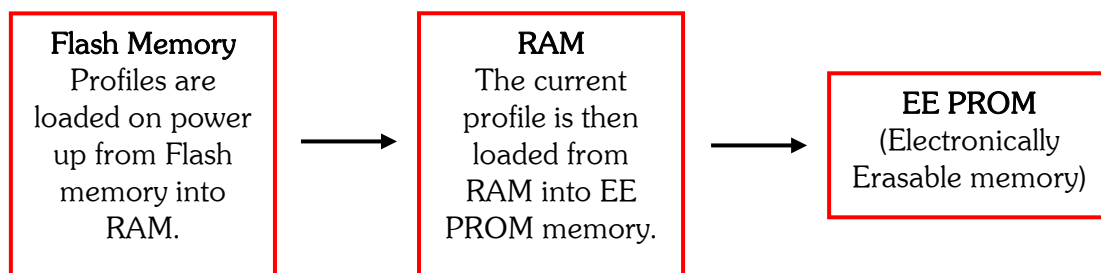 Flash Memory
Profiles are
loaded on power
up from Flash
memory into
RAM.
RAM
The current
profile is then
loaded from
RAM into EE
PROM memory.
EE PROM
(Electronically
Erasable memory)